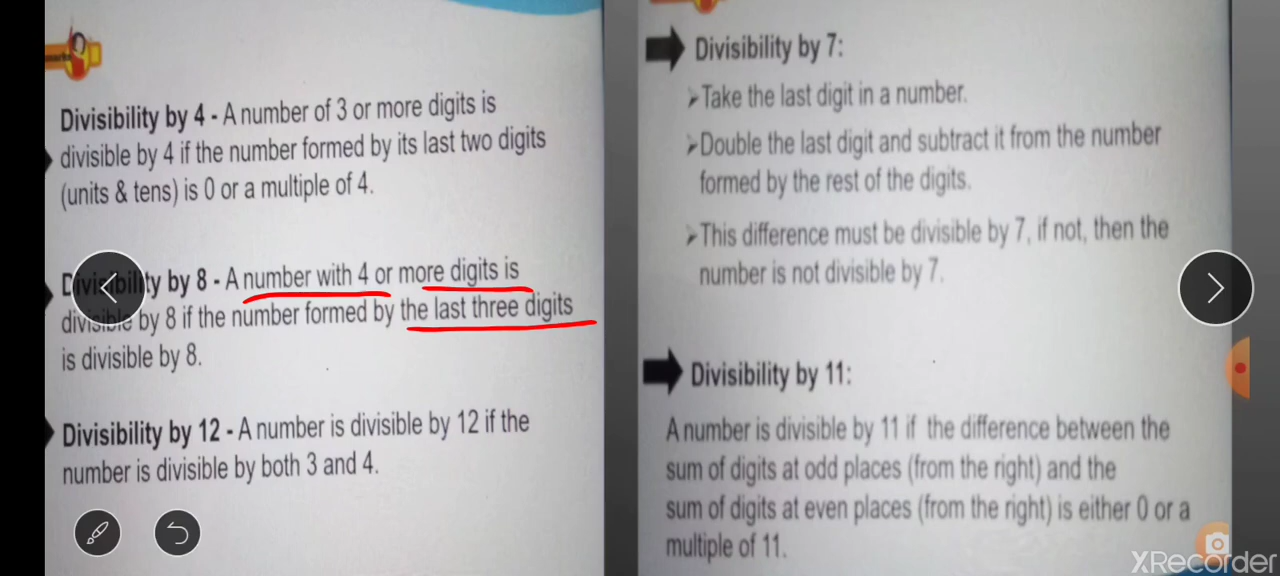 Divisibility by 4 - A number of 3 or more digits is
divisible by 4 if the number formed by its last two digits
(units & tens) is 0 or a multiple of 4.
Divisibility by 8 - A number with 4 or more digits is
divisible by 8 if the number formed by the last three digits
is divisible by 8.
Divisibility by 12 - A number is divisible by 12 if the
number is divisible by both 3 and 4.
Divisibility by 7:
Take the last digit in a number.
Double the last digit and subtract it from the number
formed by the rest of the digits.
This difference must be divisible by 7, if not, then the
number is not divisible by 7.
Divisibility by 11:
A number is divisible by 11 if the difference between the
sum of digits at odd places (from the right) and the
sum of digits at even places (from the right) is either 0 or a
multiple of 11.
XRecorder